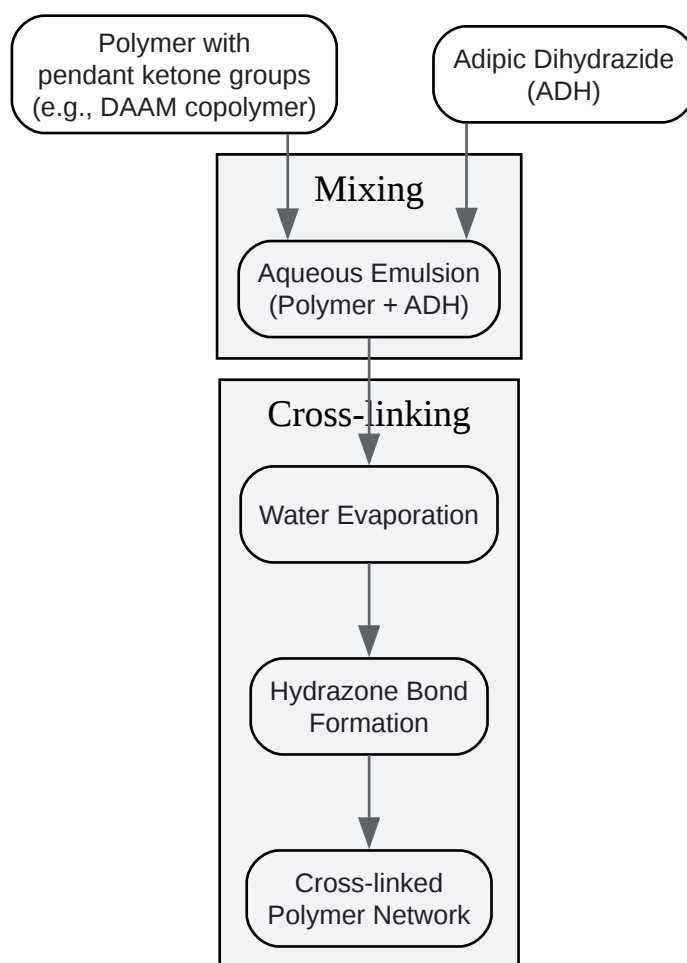 Polymer with
pendant ketone groups
(e.g., DAAM copolymer)
Adipic Dihydrazide
(ADH)
Mixing
Aqueous Emulsion
(Polymer + ADH)
Cross-linking
Water Evaporation
Hydrazone Bond
Formation
Cross-linked
Polymer Network